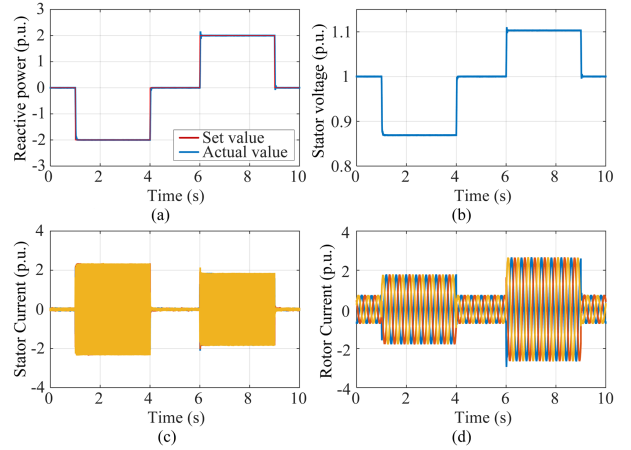 Reactive power (p.u.)
3
2
1
0
-1
-2
-3
Set value
Actual value
0 2 4 6 8 10
Time (s)
(a)
Stator voltage (p.u.)
1.1
1
0.9
0.8
0 2 4 6 8 10
Time (s)
(b)
Stator Current (p.u.)
4
2
0
-2
-4
0 2 4 6 8 10
Time (s)
(c)
Rotor Current (p.u.)
4
2
0
-2
-4
0 2 4 6 8 10
Time (s)
(d)